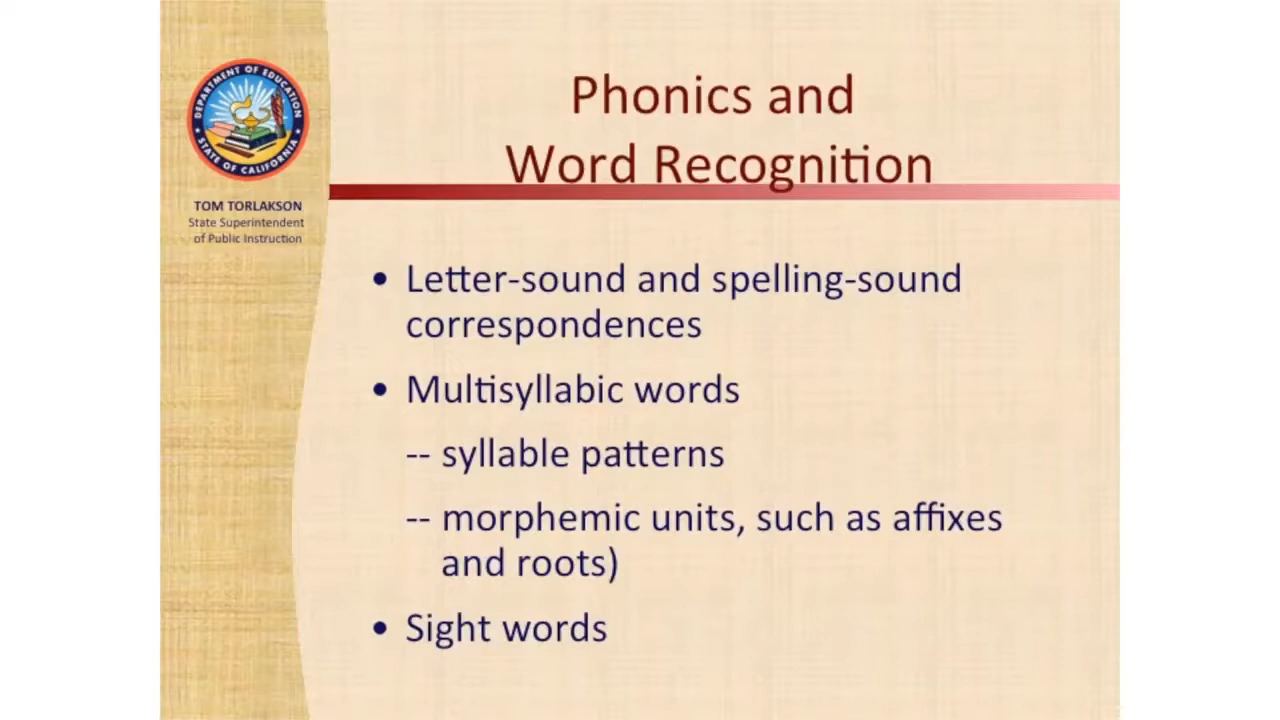 DEPARTMENT OF EDUCATION
STATE OF CALIFORNIA
TOM TORLAKSON
State Superintendent
of Public Instruction
Phonics and
Word Recognition
• Letter-sound and spelling-sound
correspondences
• Multisyllabic words
-- syllable patterns
-- morphemic units, such as affixes
and roots)
• Sight words